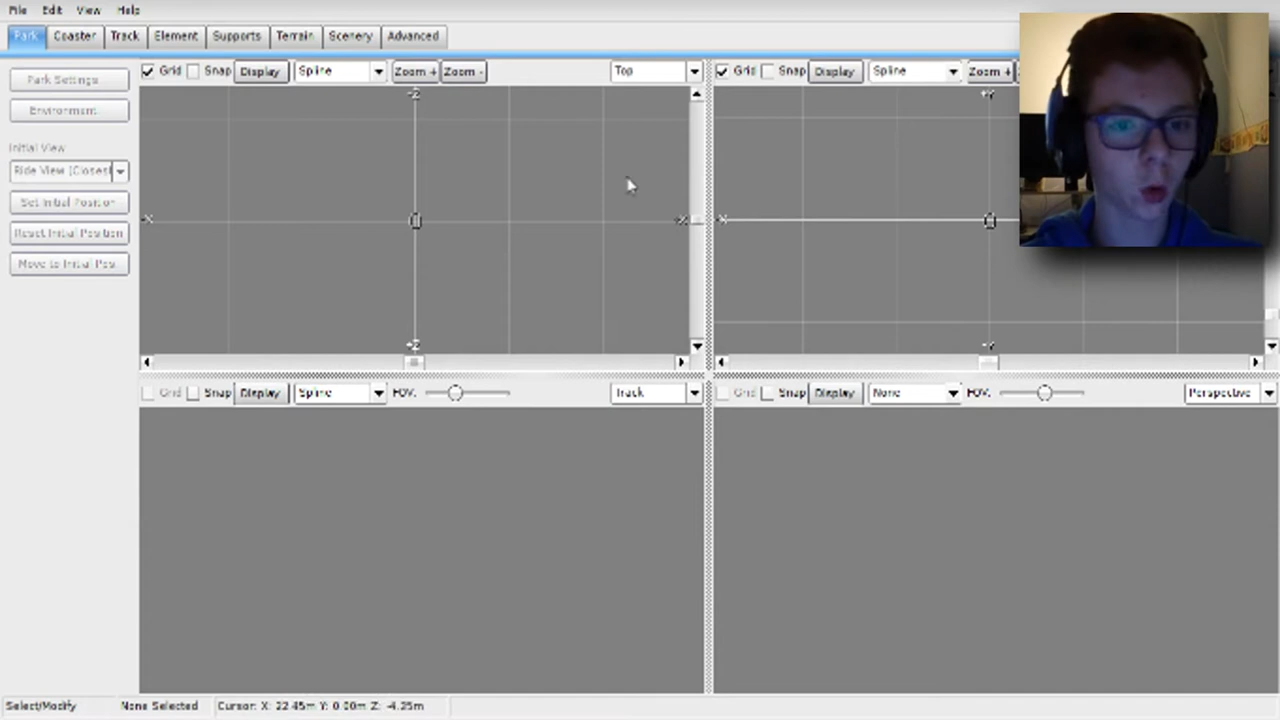 File Edit View Help
Park Coaster Track Element Supports Terrain Scenery Advanced
Park Settings
Environment
Initial View
Ride View (Closest
Set Initial Position
Reset Initial Position
Move to Initial Pos.
Grid Snap Display Spline Zoom + Zoom - Top
Grid Snap Display Spline Zoom +
+Z
-X +X
-X
+Y
-Y
Grid Snap Display Spline FOV: Track
Grid Snap Display None FOV: Perspective
Select/Modify None Selected Cursor: X: 22.45m Y: 0.00m Z: -4.25m